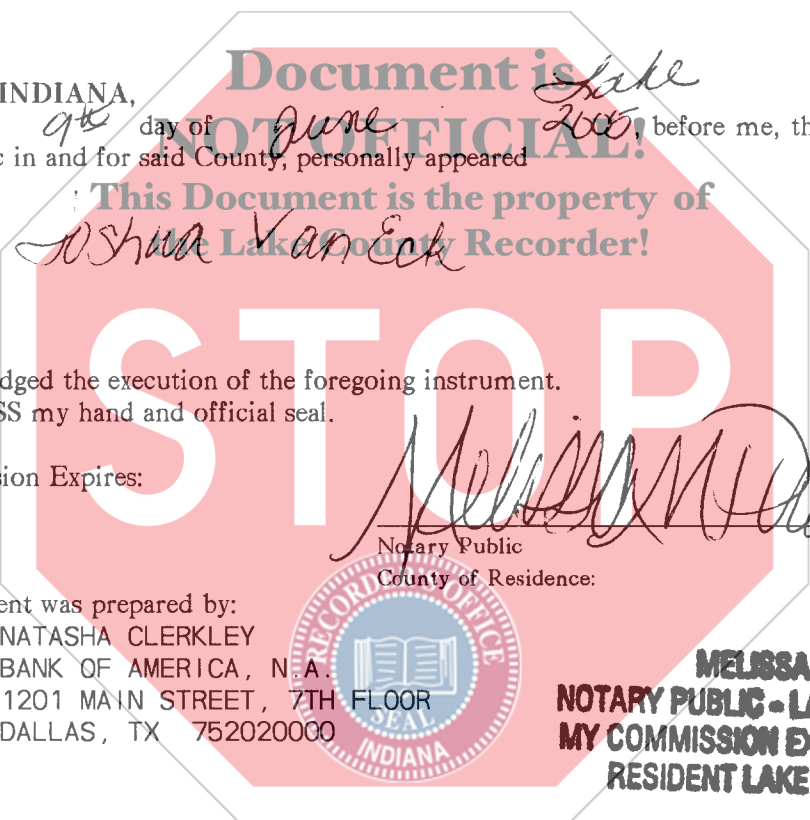 Document is
INDIANA,
Lake
9th day of June 2005, before me, th
NOT OFFICIAL!
c in and for said County, personally appeared
This Document is the property of
Joshua Van Eck
the Lake County Recorder!
STOP
dged the execution of the foregoing instrument.
SS my hand and official seal.
sion Expires:
Melissa M
Notary Public
County of Residence:
ent was prepared by:
NATASHA CLERKLEY
BANK OF AMERICA, N.A.
1201 MAIN STREET, 7TH FLOOR
DALLAS, TX 752020000
RECORDER'S OFFICE
SEAL
INDIANA
MELISSA
NOTARY PUBLIC - LA
MY COMMISSION EX
RESIDENT LAKE